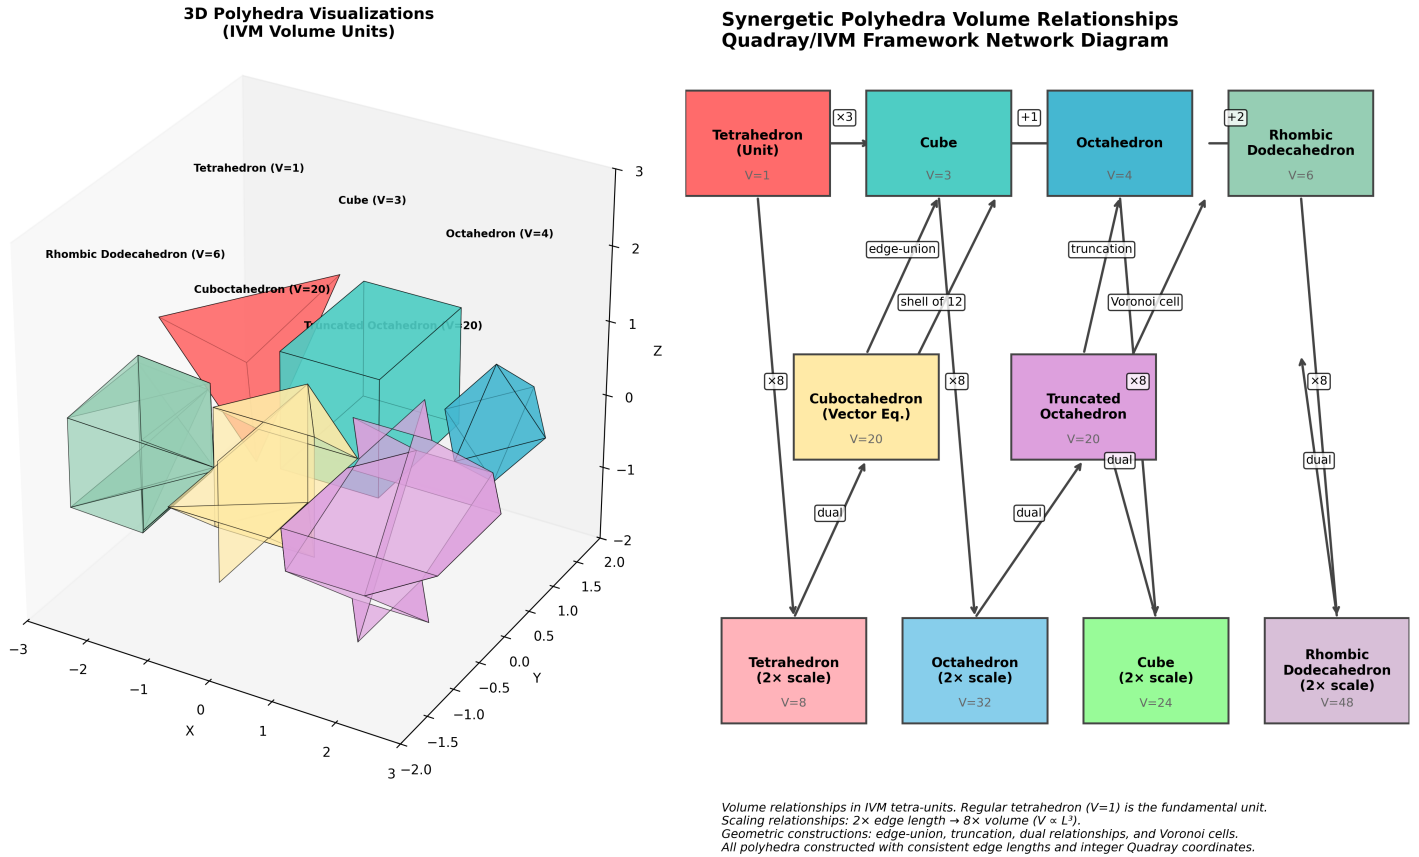 3D Polyhedra Visualizations
(IVM Volume Units)
Tetrahedron (V=1)
Cube (V=3)
Octahedron (V=4)
Rhombic Dodecahedron (V=6)
Cuboctahedron (V=20)
Truncated Octahedron (V=20)
3
2
1
0
−1
−2
Z
2.0
1.5
1.0
0.5
0.0
−0.5
−1.0
−1.5
−2.0
Y
−3
−2
−1
0
1
2
3
X
Synergetic Polyhedra Volume Relationships
Quadray/IVM Framework Network Diagram
Tetrahedron
(Unit)
V=1
×3
Cube
V=3
+1
Octahedron
V=4
+2
Rhombic
Dodecahedron
V=6
edge-union
truncation
shell of 12
Voronoi cell
×8
×8
×8
×8
Cuboctahedron
(Vector Eq.)
V=20
Truncated
Octahedron
V=20
dual
dual
dual
dual
Tetrahedron
(2× scale)
V=8
Octahedron
(2× scale)
V=32
Cube
(2× scale)
V=24
Rhombic
Dodecahedron
(2× scale)
V=48
Volume relationships in IVM tetra-units. Regular tetrahedron (V=1) is the fundamental unit.
Scaling relationships: 2× edge length → 8× volume (V ∝ L³).
Geometric constructions: edge-union, truncation, dual relationships, and Voronoi cells.
All polyhedra constructed with consistent edge lengths and integer Quadray coordinates.